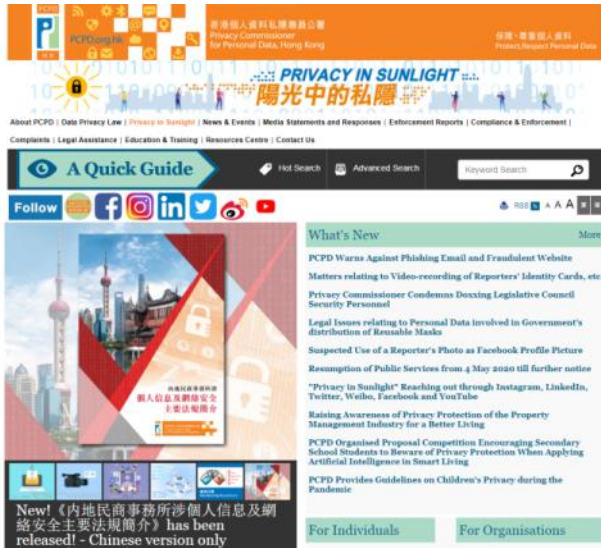 PCPD
PCPD.org.hk
香港個人資料私隱專員公署
Privacy Commissioner
for Personal Data, Hong Kong
保障、尊重個人資料
Protect, Respect Personal Data
PRIVACY IN SUNLIGHT
陽光中的私隱
About PCPD | Data Privacy Law | Privacy in Sunlight | News & Events | Media Statements and Responses | Enforcement Reports | Compliance & Enforcement |
Complaints | Legal Assistance | Education & Training | Resources Centre | Contact Us
A Quick Guide
Hot Search
Advanced Search
Keyword Search
Follow
RSS
A A A
What's New
More
PCPD Warns Against Phishing Email and Fraudulent Website
Matters relating to Video-recording of Reporters' Identity Cards, etc
Privacy Commissioner Condemns Doxxing Legislative Council
Security Personnel
Legal Issues relating to Personal Data involved in Government's
distribution of Reusable Masks
Suspected Use of a Reporter's Photo as Facebook Profile Picture
Resumption of Public Services from 4 May 2020 till further notice
"Privacy in Sunlight" Reaching out through Instagram, LinkedIn,
Twitter, Weibo, Facebook and YouTube
Raising Awareness of Privacy Protection of the Property
Management Industry for a Better Living
PCPD Organised Proposal Competition Encouraging Secondary
School Students to Beware of Privacy Protection When Applying
Artificial Intelligence in Smart Living
PCPD Provides Guidelines on Children's Privacy during the
Pandemic
內地民商事務所涉
個人信息及網絡安全
主要法規簡介
New!《內地民商事務所涉個人信息及網
絡安全主要法規簡介》has been
released! - Chinese version only
For Individuals
For Organisations